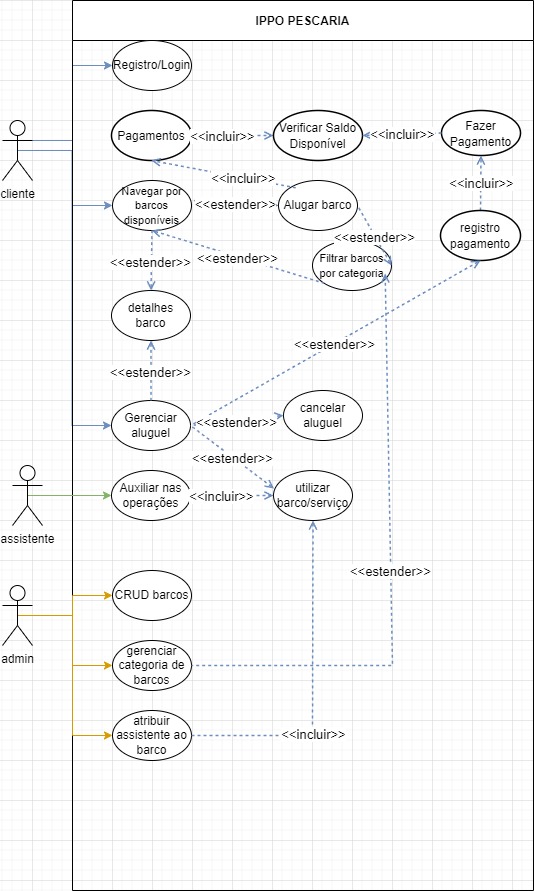 IPPO PESCARIA
Registro/Login
Pagamentos
<<incluir>>
Verificar Saldo
Disponível
<<incluir>>
Fazer
Pagamento
cliente
<<incluir>>
<<incluir>>
Navegar por
barcos
disponíveis
<<estender>>
Alugar barco
registro
pagamento
<<estender>>
<<estender>>
<<estender>>
Filtrar barcos
por categoria
detalhes
barco
<<estender>>
<<estender>>
Gerenciar
aluguel
<<estender>>
cancelar
aluguel
<<estender>>
assistente
Auxiliar nas
operações
<<incluir>>
utilizar
barco/serviço
<<estender>>
admin
CRUD barcos
gerenciar
categoria de
barcos
atribuir
assistente ao
barco
<<incluir>>